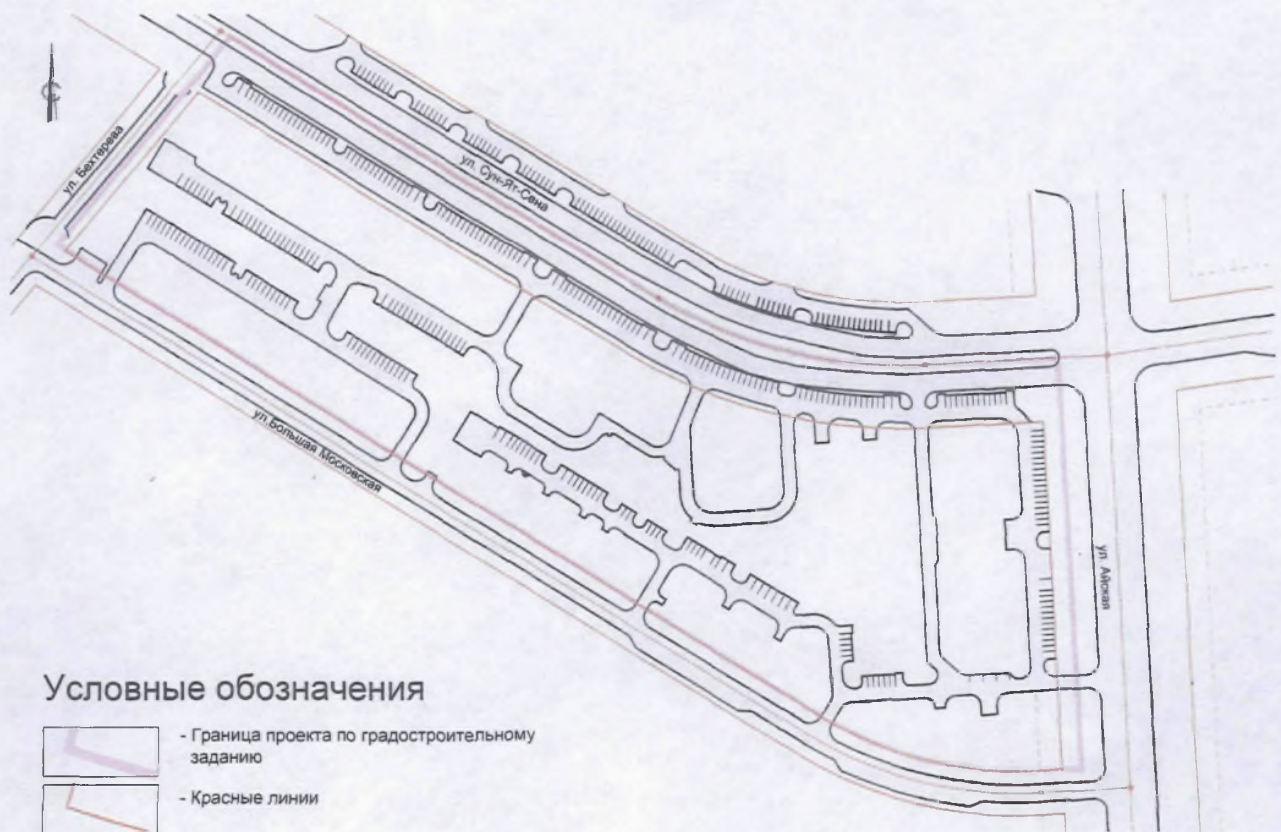 ул. Бехтерева
ул. Сун-Ят-Сена
ул.Большая Московская
ул. Айская
Условные обозначения
- Граница проекта по градостроительному
заданию
- Красные линии